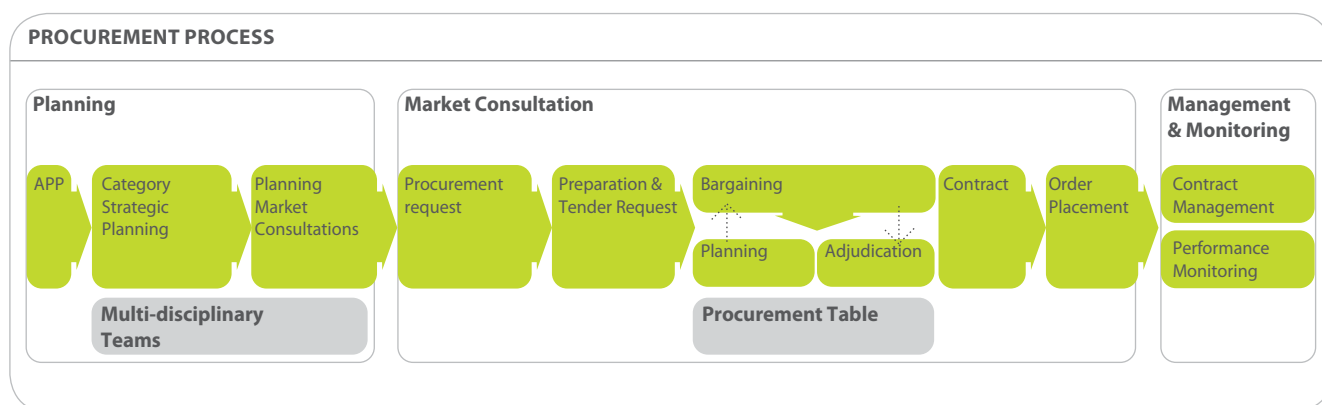 PROCUREMENT PROCESS
Planning
APP
Category
Strategic
Planning
Planning
Market
Consultations
Multi-disciplinary
Teams
Market Consultation
Procurement
request
Preparation &
Tender Request
Bargaining
Planning
Adjudication
Procurement Table
Contract
Order
Placement
Management
& Monitoring
Contract
Management
Performance
Monitoring